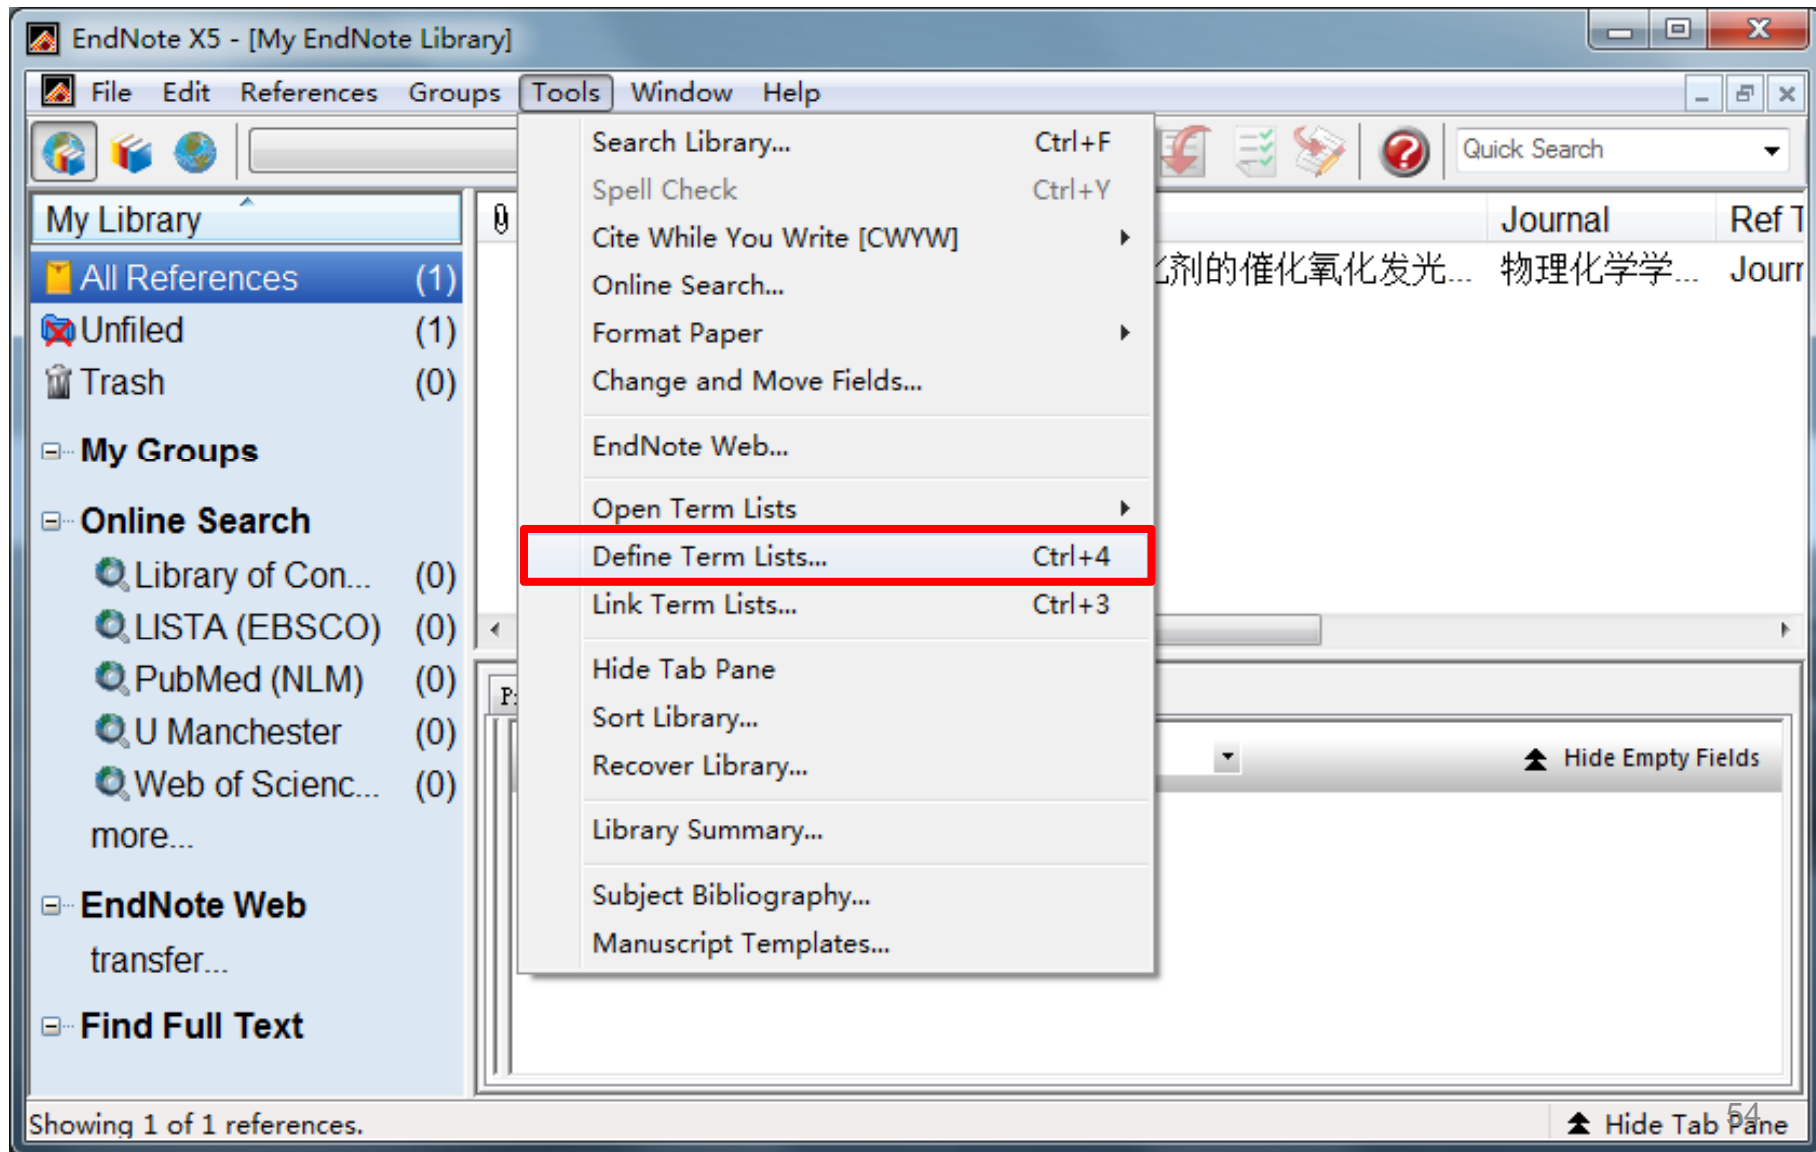 EndNote X5 - [My EndNote Library]
File Edit References Groups Tools Window Help
Quick Search
My Library
All References (1)
Unfiled (1)
Trash (0)
My Groups
Online Search
Library of Con... (0)
LISTA (EBSCO) (0)
PubMed (NLM) (0)
U Manchester (0)
Web of Scienc... (0)
more...
EndNote Web
transfer...
Find Full Text
Search Library... Ctrl+F
Spell Check Ctrl+Y
Cite While You Write [CWYW]
Online Search...
Format Paper
Change and Move Fields...
EndNote Web...
Open Term Lists
Define Term Lists... Ctrl+4
Link Term Lists... Ctrl+3
Hide Tab Pane
Sort Library...
Recover Library...
Library Summary...
Subject Bibliography...
Manuscript Templates...
Journal Ref T
剂的催化氧化发光... 物理化学学... Jourr
Hide Empty Fields
Showing 1 of 1 references.
Hide Tab Pane
54